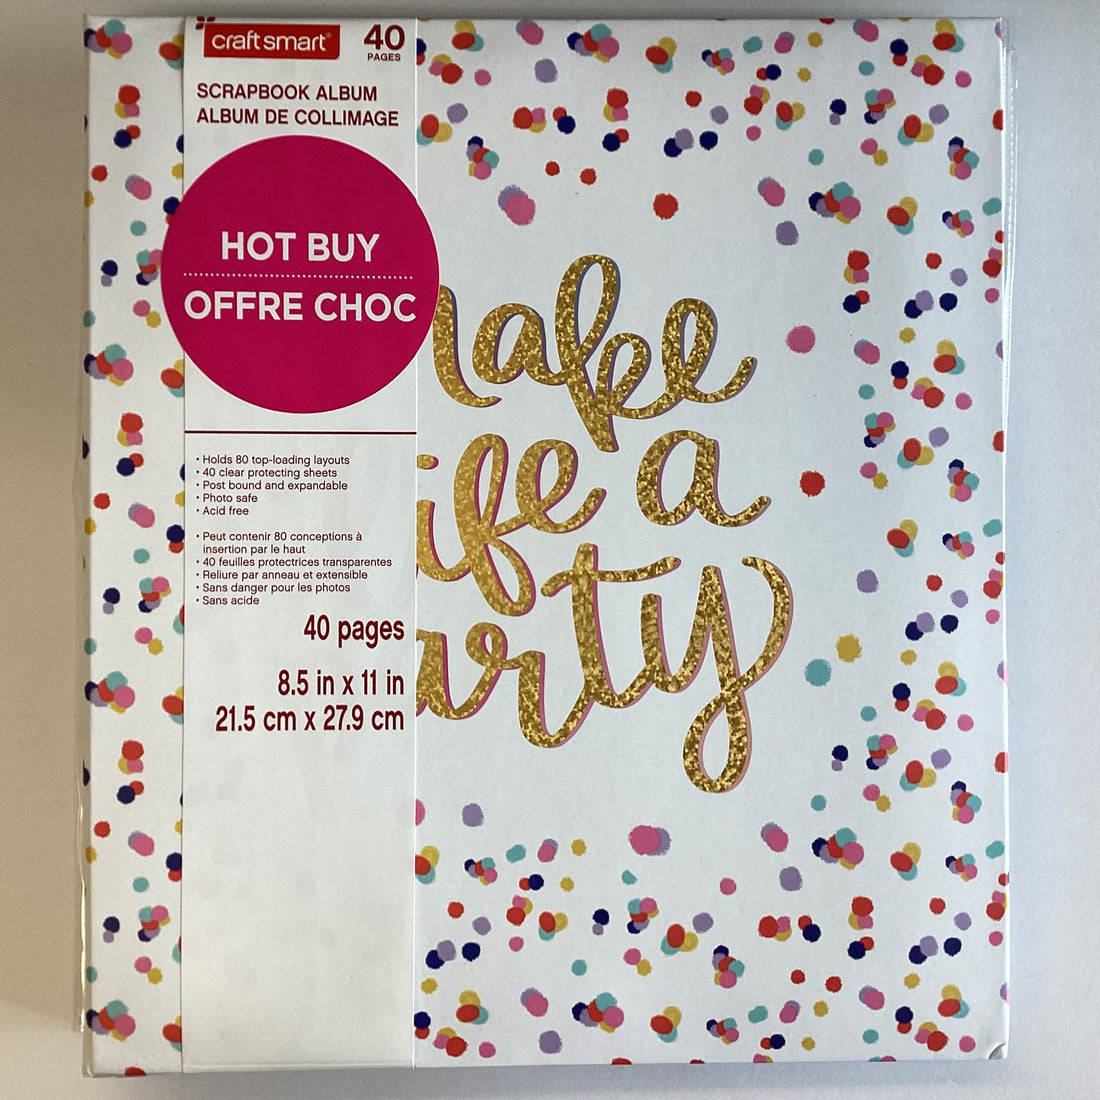 craft smart®
40
PAGES
SCRAPBOOK ALBUM
ALBUM DE COLLIMAGE
HOT BUY
OFFRE CHOC
• Holds 80 top-loading layouts
• 40 clear protecting sheets
• Post bound and expandable
• Photo safe
• Acid free
• Peut contenir 80 conceptions à
insertion par le haut
• 40 feuilles protectrices transparentes
• Reliure par anneau et extensible
• Sans danger pour les photos
• Sans acide
40 pages
8.5 in x 11 in
21.5 cm x 27.9 cm
make
life a
party